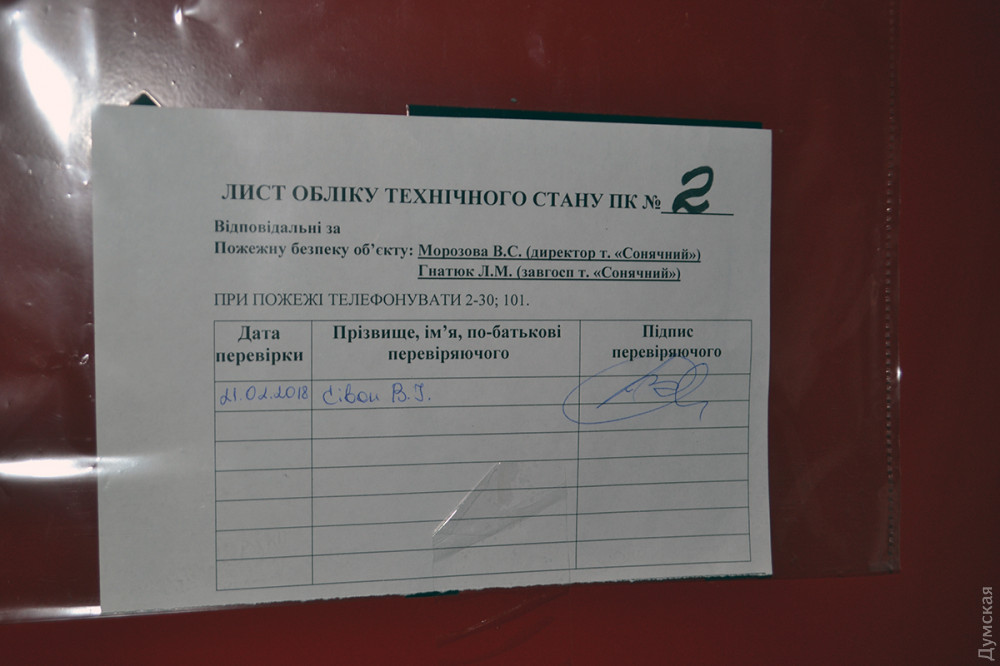 ЛИСТ ОБЛІКУ ТЕХНІЧНОГО СТАНУ ПК № 2
Відповідальні за
Пожежну безпеку об’єкту: Морозова В.С. (директор т. «Сонячний»)
Гнатюк Л.М. (завгосп т. «Сонячний»)
ПРИ ПОЖЕЖІ ТЕЛЕФОНУВАТИ 2-30; 101.
Дата перевірки
Прізвище, ім’я, по-батькові перевіряючого
Підпис перевіряючого
21.02.2018 Сівак В.І.
Думская